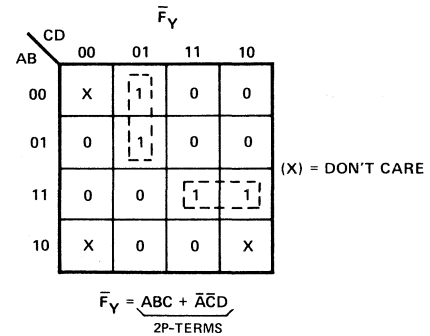 F̅Y
CD
AB
00 01 11 10
00 X 1 0 0
01 0 1 0 0
(X) = DON'T CARE
11 0 0 1 1
10 X 0 0 X
F̅Y = ABC + A̅C̅D
2P-TERMS